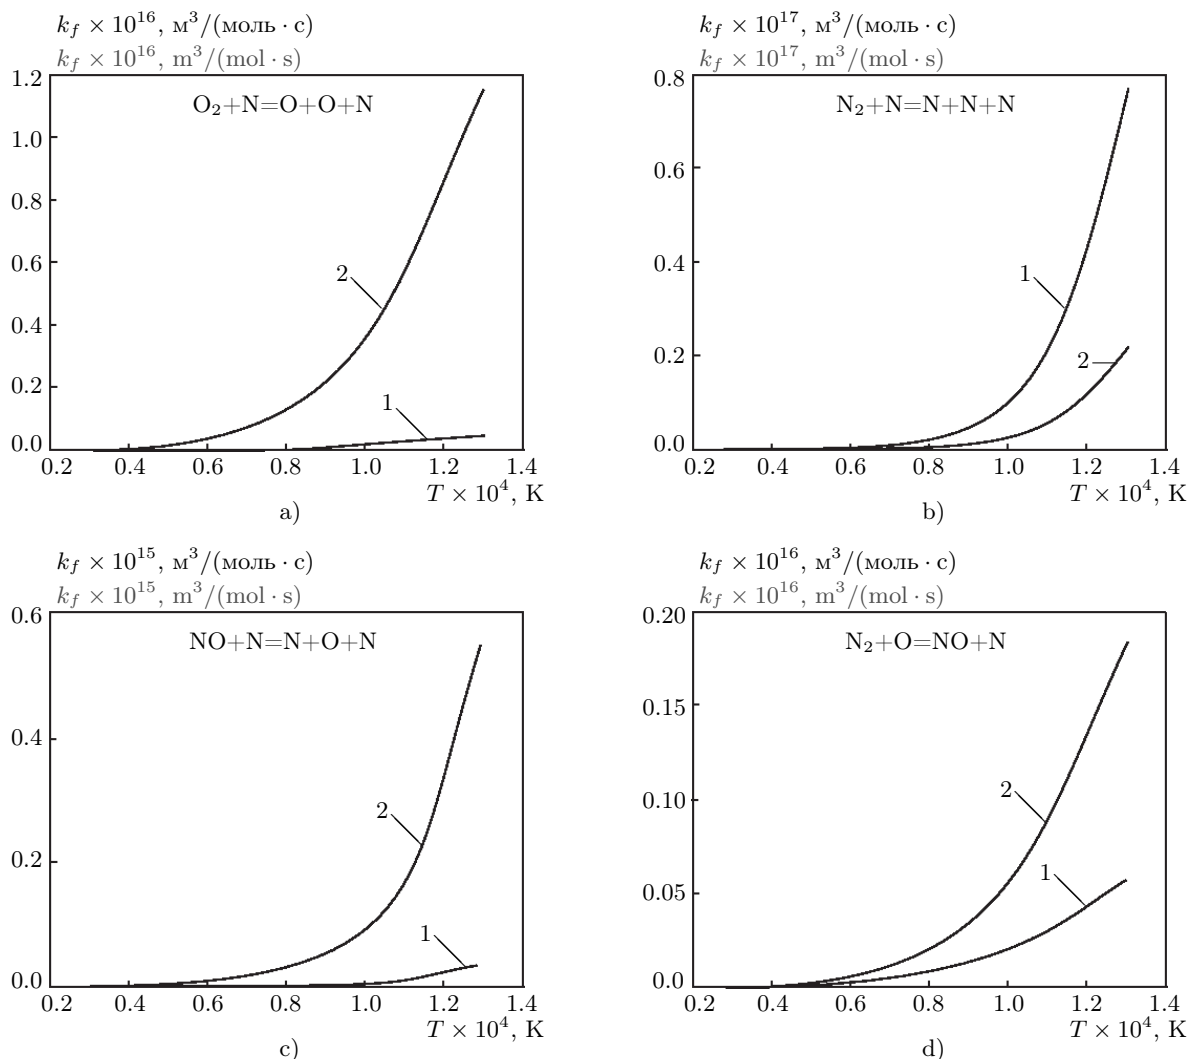 k_f × 10^16, м^3/(моль · с)
k_f × 10^16, m^3/(mol · s)
1.2
1.0
0.8
0.6
0.4
0.2
0.0
O₂+N=O+O+N
2
1
0.2 0.4 0.6 0.8 1.0 1.2 1.4
T × 10^4, K
a)
k_f × 10^17, м^3/(моль · с)
k_f × 10^17, m^3/(mol · s)
0.8
0.6
0.4
0.2
0.0
N₂+N=N+N+N
1
2
0.2 0.4 0.6 0.8 1.0 1.2 1.4
T × 10^4, K
b)
k_f × 10^15, м^3/(моль · с)
k_f × 10^15, m^3/(mol · s)
0.6
0.4
0.2
0.0
NO+N=N+O+N
2
1
0.2 0.4 0.6 0.8 1.0 1.2 1.4
T × 10^4, K
c)
k_f × 10^16, м^3/(моль · с)
k_f × 10^16, m^3/(mol · s)
0.20
0.15
0.10
0.05
0.0
N₂+O=NO+N
2
1
0.2 0.4 0.6 0.8 1.0 1.2 1.4
T × 10^4, K
d)